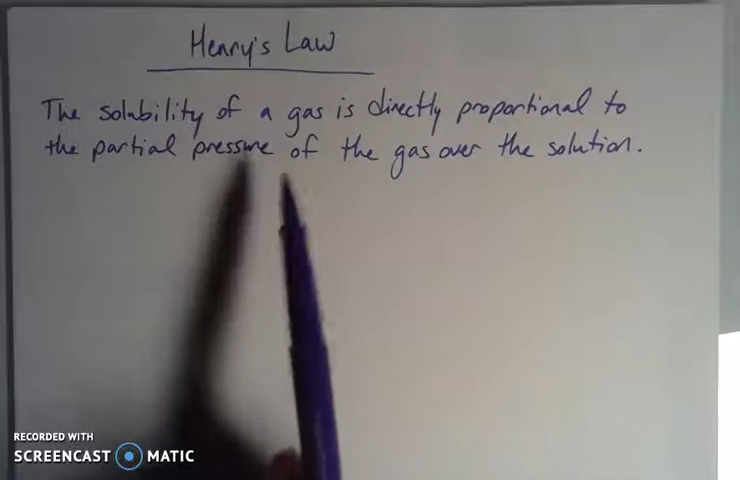 Henry's Law
The solubility of a gas is directly proportional to
the partial pressure of the gas over the solution.
RECORDED WITH
SCREENCAST MATIC